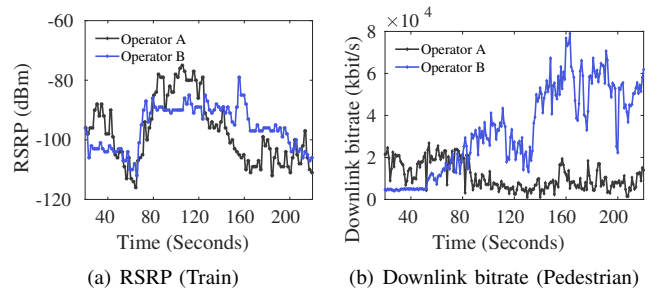 -60
-80
-100
-120
RSRP (dBm)
Operator A
Operator B
40 80 120 160 200
Time (Seconds)
(a) RSRP (Train)
× 10^4
8
6
4
2
0
Downlink bitrate (kbit/s)
Operator A
Operator B
40 80 120 160 200
Time (Seconds)
(b) Downlink bitrate (Pedestrian)